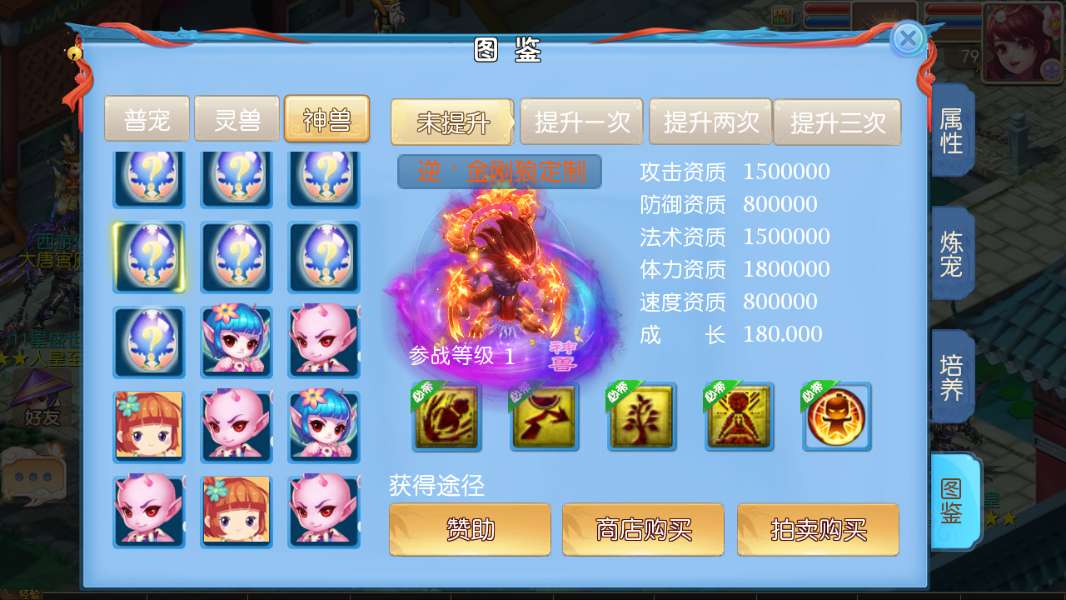 图 鉴
79
普宠 灵兽 神兽
未提升 提升一次 提升两次 提升三次
逆·金刚狼定制
攻击资质 1500000
防御资质 800000
法术资质 1500000
体力资质 1800000
速度资质 800000
成 长 180.000
参战等级 1
神兽
必带 必带 必带 必带 必带
获得途径
赞助 商店购买 拍卖购买
属性
炼宠
培养
图鉴
好友
经验